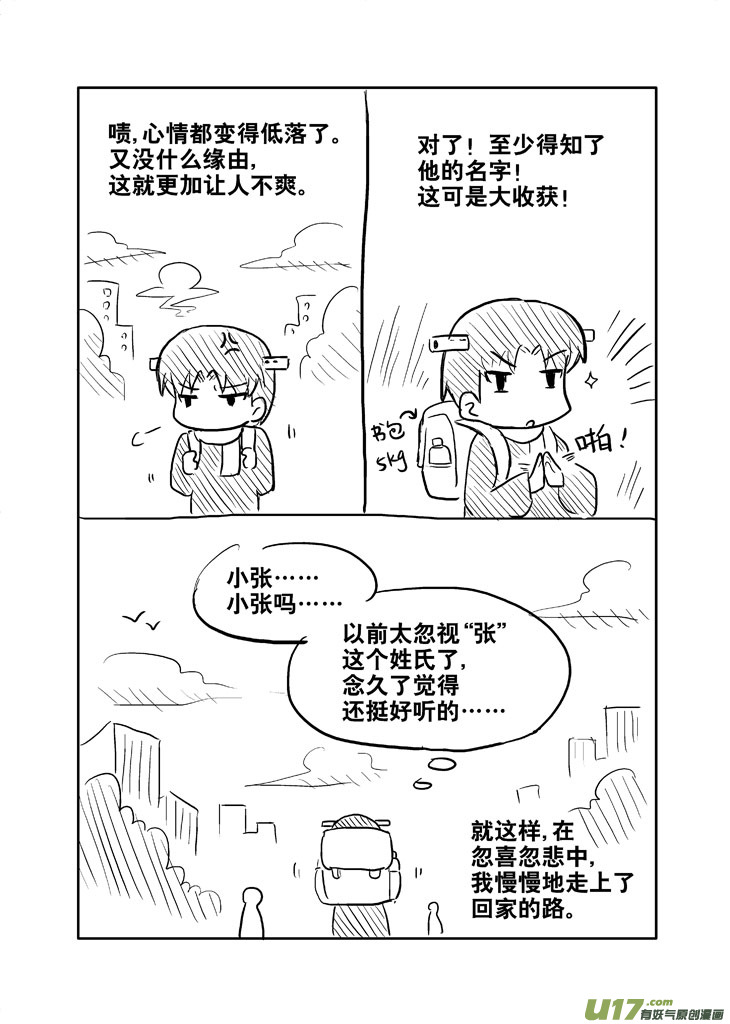 啧,心情都变得低落了。
又没什么缘由,
这就更加让人不爽。
对了!至少得知了
他的名字!
这可是大收获!
书包
5kg
啪!
小张……
小张吗……
以前太忽视“张”
这个姓氏了,
念久了觉得
还挺好听的……
就这样,在
忽喜忽悲中,
我慢慢地走上了
回家的路。
U17.com
有妖气原创漫画